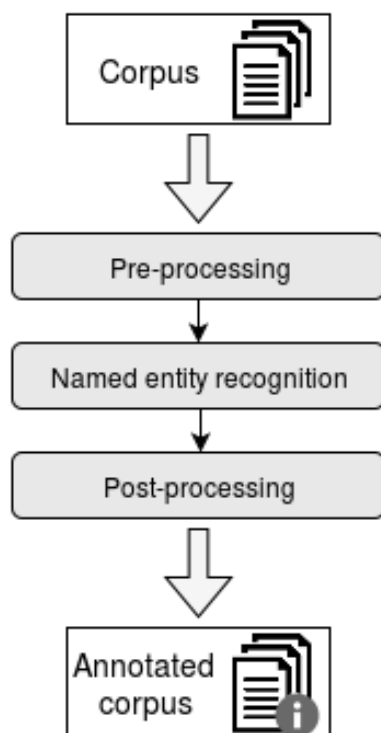 Corpus
Pre-processing
Named entity recognition
Post-processing
Annotated
corpus
i